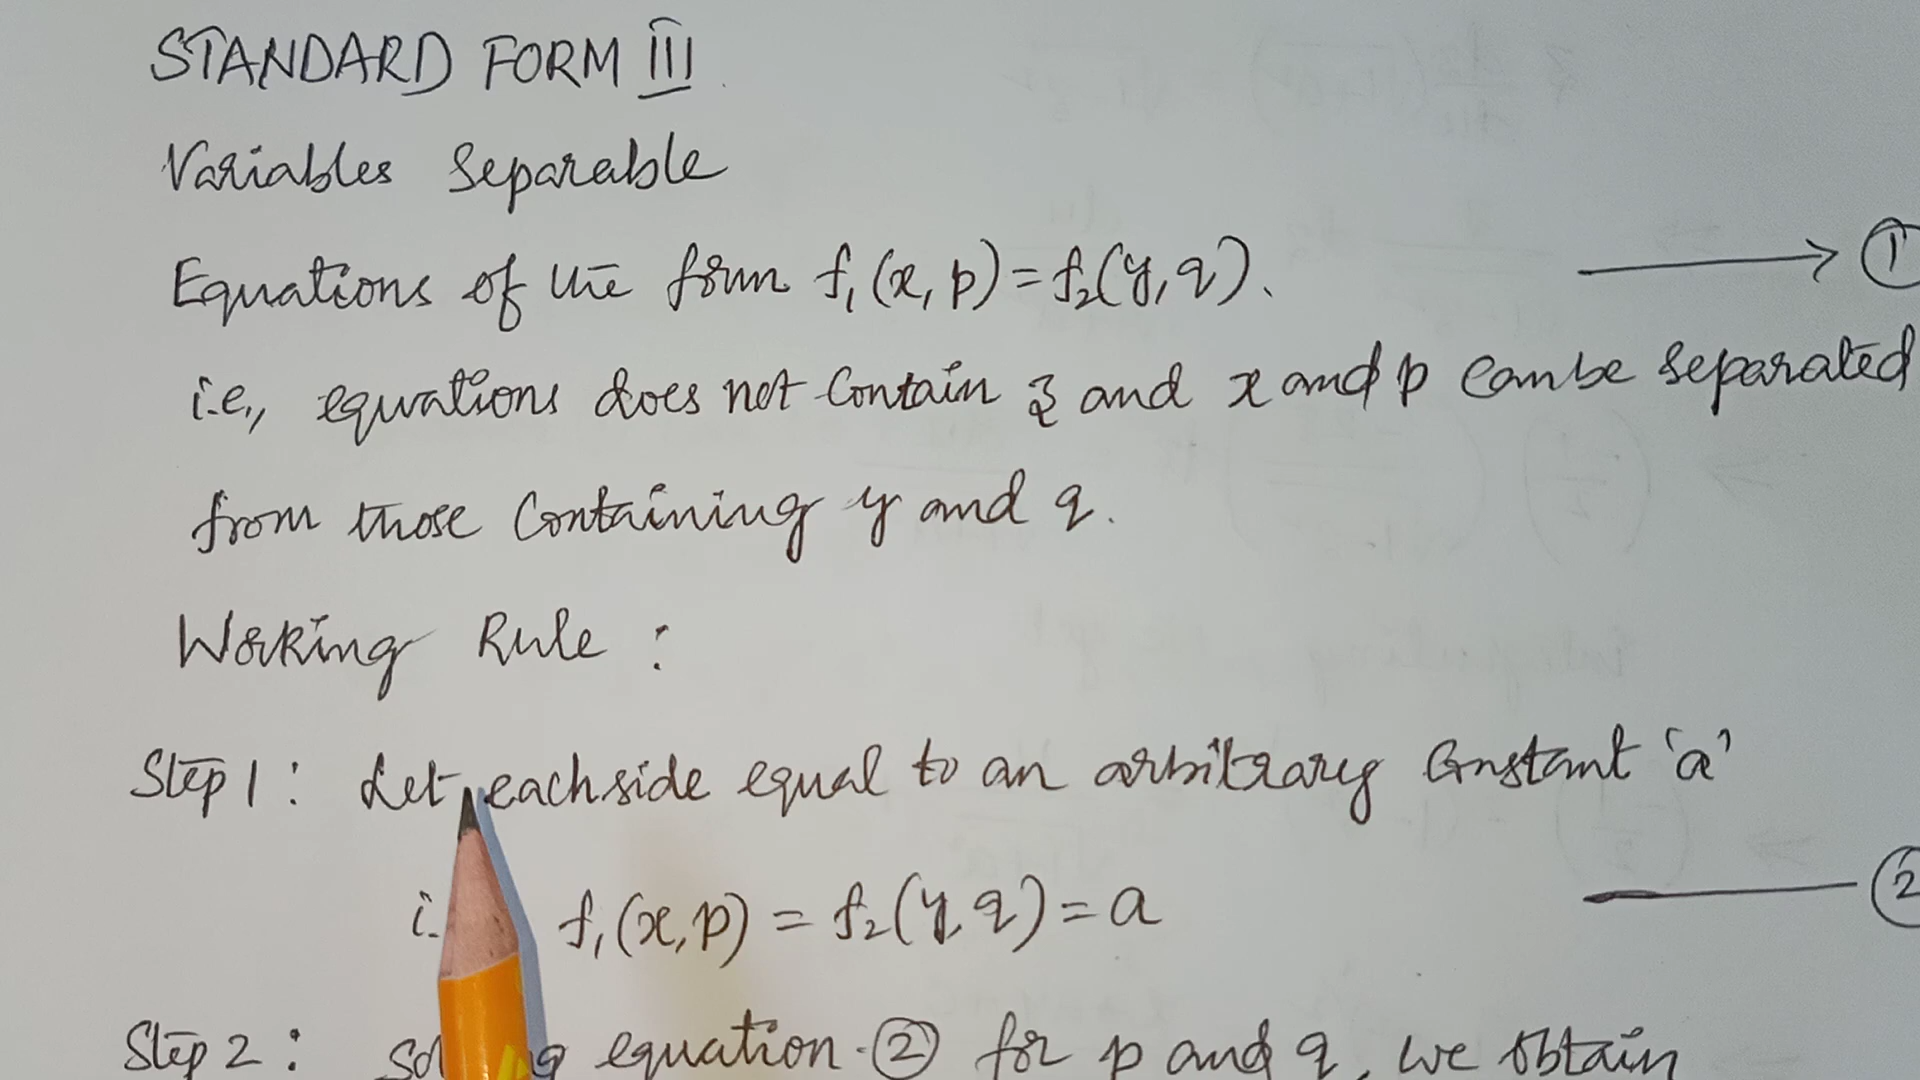 STANDARD FORM III
Variables Separable
Equations of the form f₁(x, p) = f₂(y, q). → ①
i.e., equations does not contain z and x and p can be separated
from those containing y and q.
Working Rule :
Step 1 : Let each side equal to an arbitrary constant 'a'
i. f₁(x, p) = f₂(y, q) = a — ②
Step 2 : equation ② for p and q, we obtain